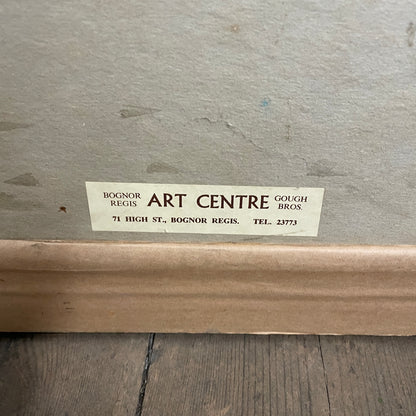 BOGNOR REGIS ART CENTRE GOUGH BROS.
71 HIGH ST., BOGNOR REGIS. TEL. 23773